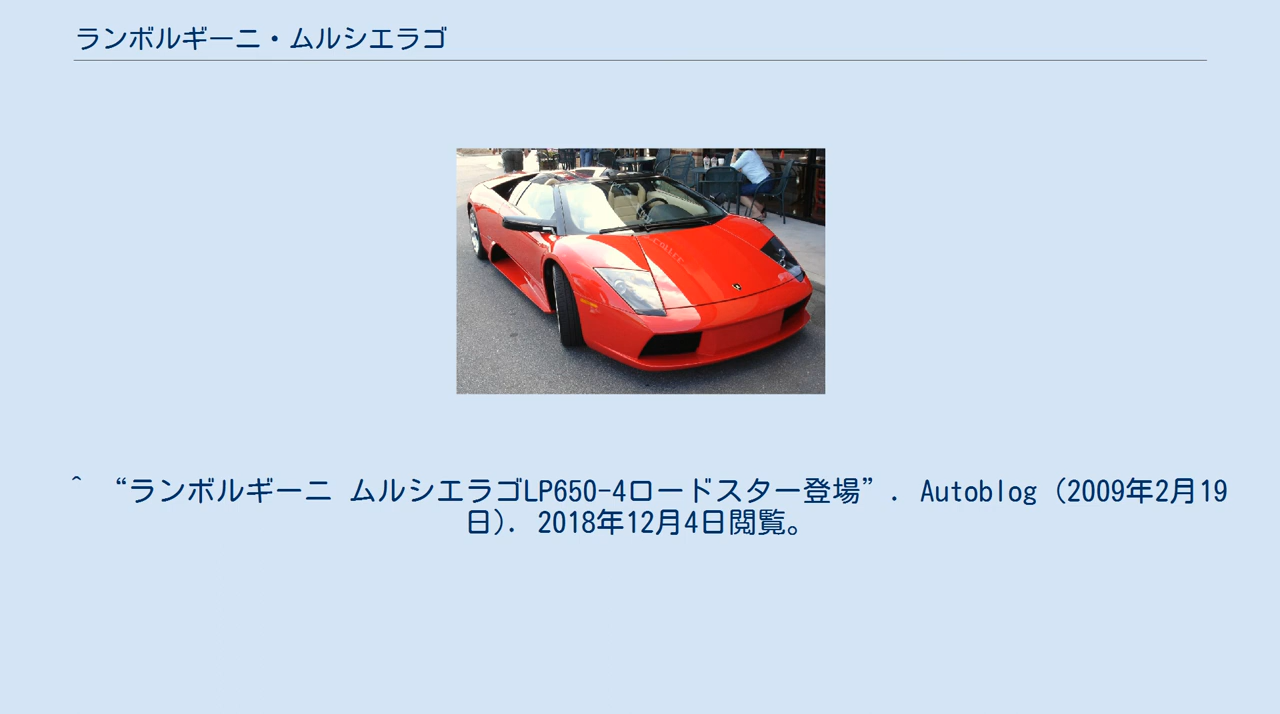 ランボルギーニ・ムルシエラゴ
^ “ランボルギーニ ムルシエラゴLP650-4ロードスター登場”. Autoblog (2009年2月19
日). 2018年12月4日閲覧。